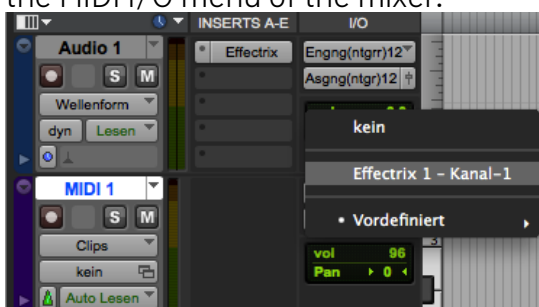 the MIDI I/O menu of the mixer.
INSERTS A-E
I/O
Audio 1
Effectrix
Engng(ntgrr)12
S M
Asgng(ntgr)12
Wellenform
dyn Lesen
kein
Effectrix 1 - Kanal-1
MIDI 1
S M
• Vordefiniert
Clips
vol 96
kein
Pan 0
Auto Lesen